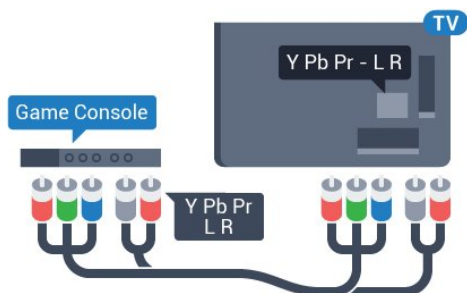 TV
Y Pb Pr - L R
Game Console
Y Pb Pr
L R